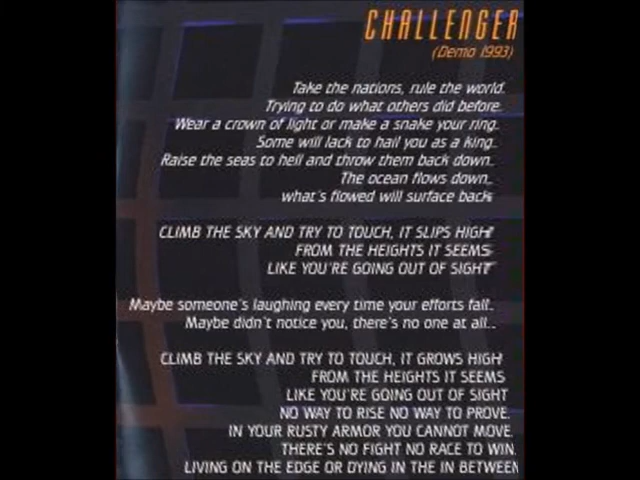 CHALLENGER
(Demo 1993)
Take the nations, rule the world.
Trying to do what others did before.
Wear a crown of light or make a snake your ring.
Some will lack to hail you as a king.
Raise the seas to hell and throw them back down..
The ocean flows down,.
what's flowed will surface back
CLIMB THE SKY AND TRY TO TOUCH, IT SLIPS HIGH
FROM THE HEIGHTS IT SEEMS
LIKE YOU'RE GOING OUT OF SIGHT
Maybe someone's laughing every time your efforts fall..
Maybe didn't notice you, there's no one at all...
CLIMB THE SKY AND TRY TO TOUCH, IT GROWS HIGH
FROM THE HEIGHTS IT SEEMS
LIKE YOU'RE GOING OUT OF SIGHT
NO WAY TO RISE NO WAY TO PROVE.
IN YOUR RUSTY ARMOR YOU CANNOT MOVE.
THERE'S NO FIGHT NO RACE TO WIN.
LIVING ON THE EDGE OR DYING IN THE IN BETWEEN